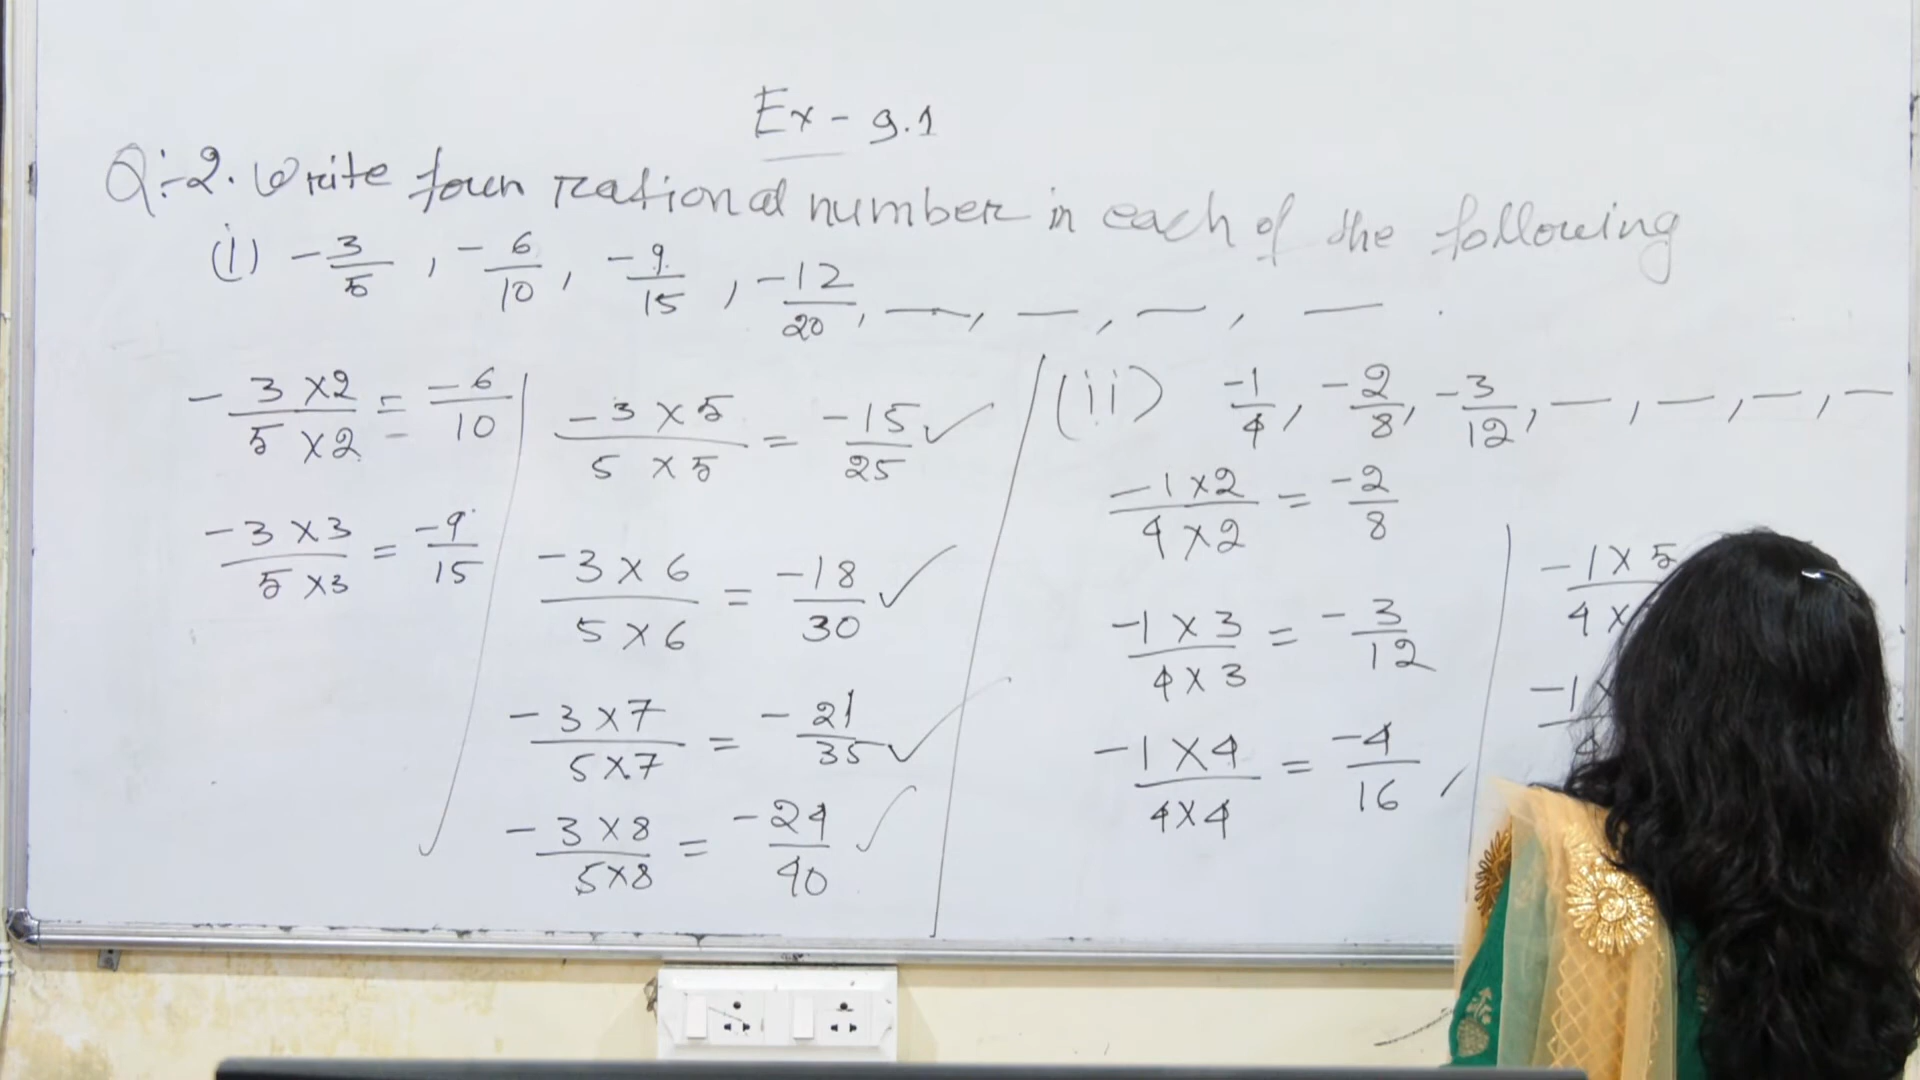 Ex - 9.1
Q:-2. Write four rational number in each of the following
(i) -3/5, -6/10, -9/15, -12/20, —, —, —, — .
-3×2/5×2 = -6/10
-3×3/5×3 = -9/15
-3×5/5×5 = -15/25 ✓
-3×6/5×6 = -18/30 ✓
-3×7/5×7 = -21/35 ✓
-3×8/5×8 = -24/40 ✓
(ii) -1/4, -2/8, -3/12, —, —, —, —
-1×2/4×2 = -2/8
-1×3/4×3 = -3/12
-1×4/4×4 = -4/16,
-1×5/4×
-1×/4